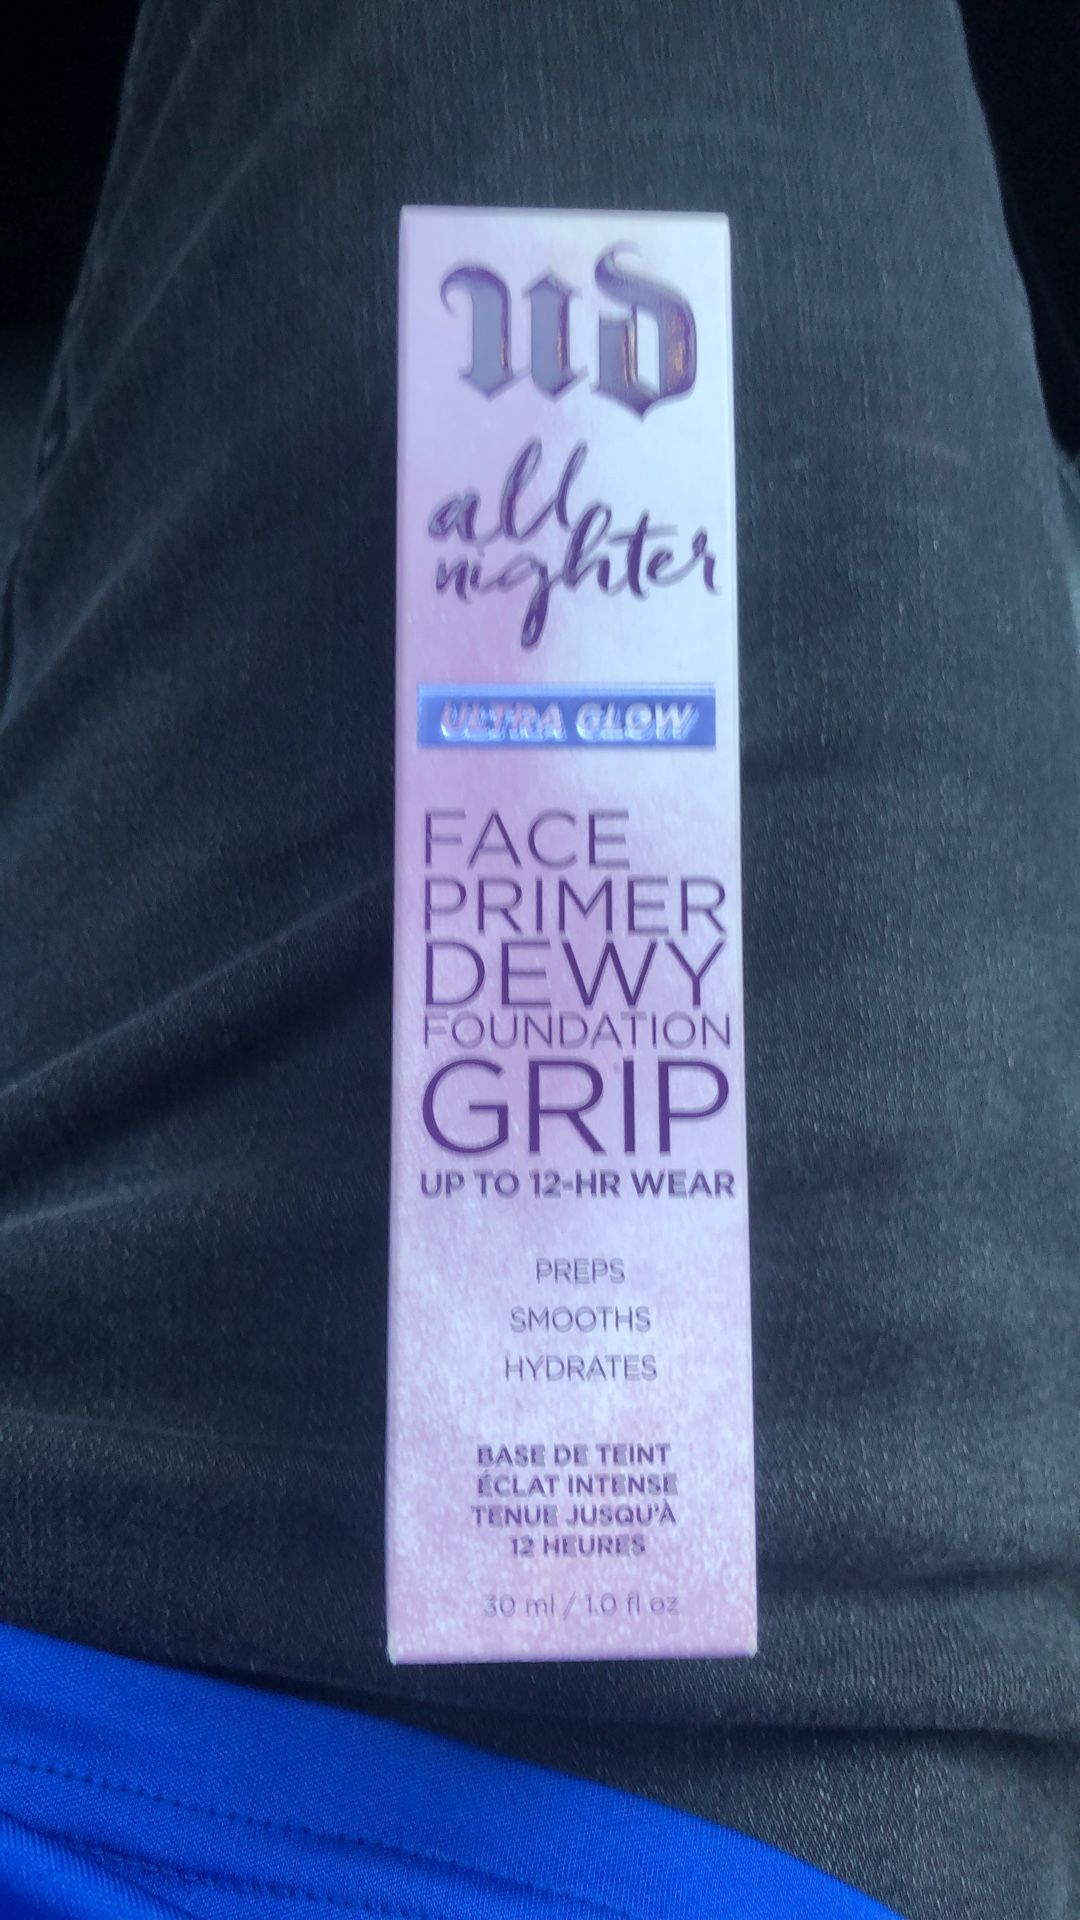 UD
all
nighter
ULTRA GLOW
FACE
PRIMER
DEWY
FOUNDATION
GRIP
UP TO 12-HR WEAR
PREPS
SMOOTHS
HYDRATES
BASE DE TEINT
ÉCLAT INTENSE
TENUE JUSQU'À
12 HEURES
30 ml / 1.0 fl oz